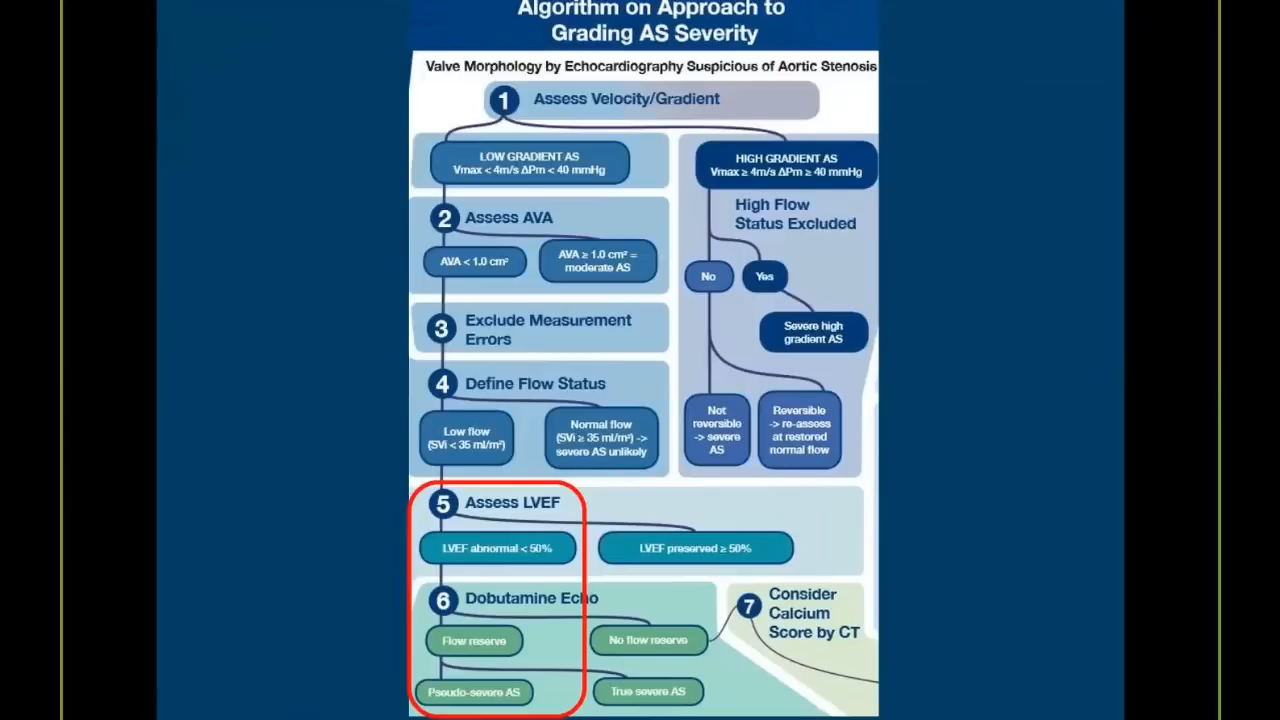 Algorithm on Approach to
Grading AS Severity
Valve Morphology by Echocardiography Suspicious of Aortic Stenosis
1 Assess Velocity/Gradient
LOW GRADIENT AS
Vmax < 4m/s ΔPm < 40 mmHg
HIGH GRADIENT AS
Vmax ≥ 4m/s ΔPm ≥ 40 mmHg
2 Assess AVA
AVA < 1.0 cm²
AVA ≥ 1.0 cm² =
moderate AS
High Flow
Status Excluded
No
Yes
Severe high
gradient AS
3 Exclude Measurement
Errors
4 Define Flow Status
Low flow
(SVi < 35 ml/m²)
Normal flow
(SVi ≥ 35 ml/m²) ->
severe AS unlikely
Not
reversible
-> severe
AS
Reversible
-> re-assess
at restored
normal flow
5 Assess LVEF
LVEF abnormal < 50%
LVEF preserved ≥ 50%
6 Dobutamine Echo
Flow reserve
No flow reserve
Pseudo-severe AS
True severe AS
7 Consider
Calcium
Score by CT